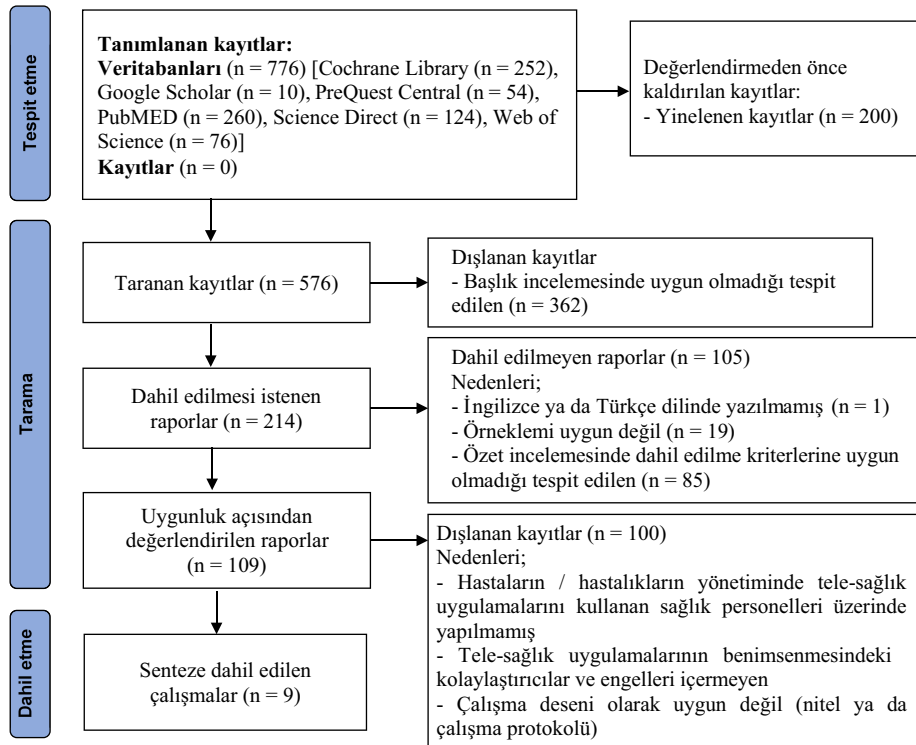 Tespit etme
Tanımlanan kayıtlar:
Veritabanları (n = 776) [Cochrane Library (n = 252),
Google Scholar (n = 10), PreQuest Central (n = 54),
PubMED (n = 260), Science Direct (n = 124), Web of
Science (n = 76)]
Kayıtlar (n = 0)
Değerlendirmeden önce
kaldırılan kayıtlar:
- Yinelenen kayıtlar (n = 200)
Tarama
Taranan kayıtlar (n = 576)
Dışlanan kayıtlar
- Başlık incelemesinde uygun olmadığı tespit
edilen (n = 362)
Dahil edilmesi istenen
raporlar (n = 214)
Dahil edilmeyen raporlar (n = 105)
Nedenleri;
- İngilizce ya da Türkçe dilinde yazılmamış (n = 1)
- Örneklemi uygun değil (n = 19)
- Özet incelemesinde dahil edilme kriterlerine uygun
olmadığı tespit edilen (n = 85)
Uygunluk açısından
değerlendirilen raporlar
(n = 109)
Dışlanan kayıtlar (n = 100)
Nedenleri;
- Hastaların / hastalıkların yönetiminde tele-sağlık
uygulamalarını kullanan sağlık personelleri üzerinde
yapılmamış
- Tele-sağlık uygulamalarının benimsenmesindeki
kolaylaştırıcılar ve engelleri içermeyen
- Çalışma deseni olarak uygun değil (nitel ya da
çalışma protokolü)
Dahil etme
Senteze dahil edilen
çalışmalar (n = 9)